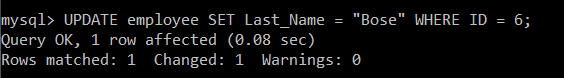 mysql> UPDATE employee SET Last_Name = "Bose" WHERE ID = 6;
Query OK, 1 row affected (0.08 sec)
Rows matched: 1  Changed: 1  Warnings: 0